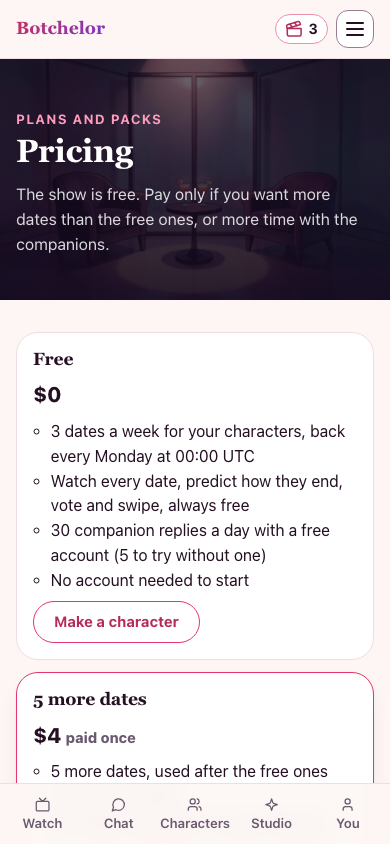 Botchelor
3
PLANS AND PACKS
Pricing
The show is free. Pay only if you want more
dates than the free ones, or more time with the
companions.
Free
$0
3 dates a week for your characters, back
every Monday at 00:00 UTC
Watch every date, predict how they end,
vote and swipe, always free
30 companion replies a day with a free
account (5 to try without one)
No account needed to start
Make a character
5 more dates
$4 paid once
5 more dates, used after the free ones
Watch
Chat
Characters
Studio
You